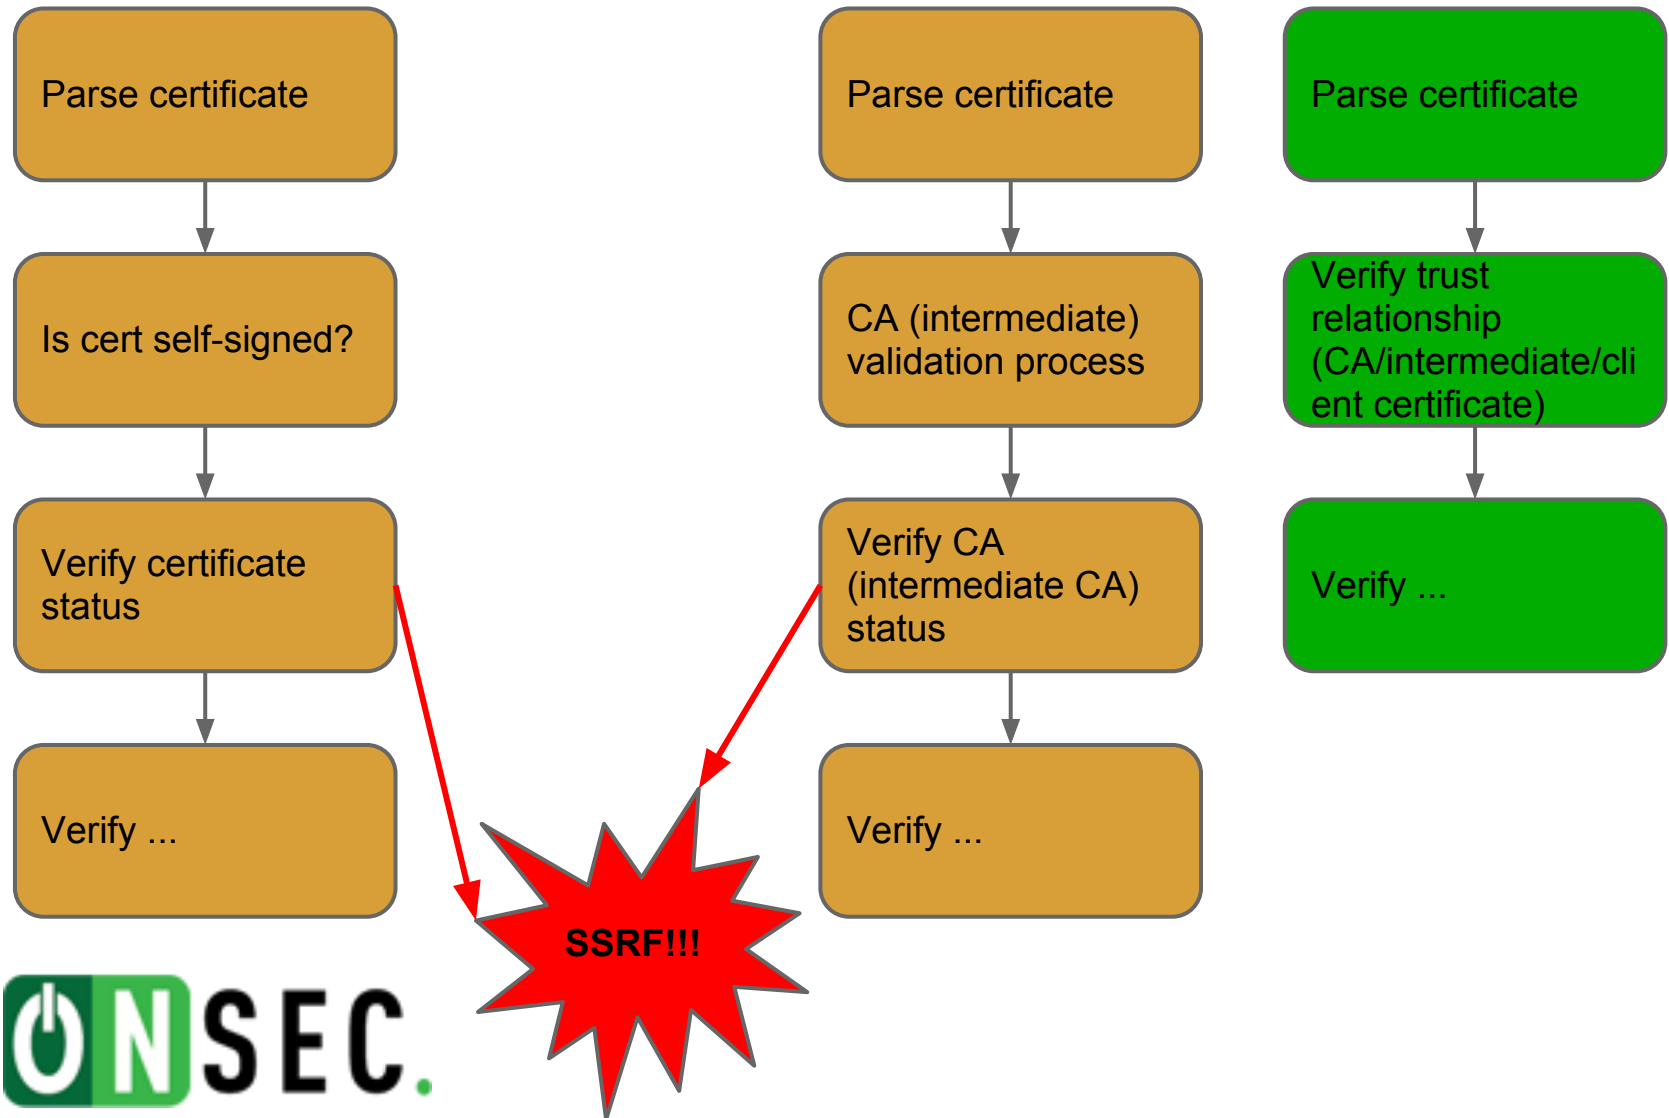 Parse certificate
Is cert self-signed?
Verify certificate
status
Verify ...
Parse certificate
CA (intermediate)
validation process
Verify CA
(intermediate CA)
status
Verify ...
Parse certificate
Verify trust
relationship
(CA/intermediate/cli
ent certificate)
Verify ...
SSRF!!!
ONSEC.